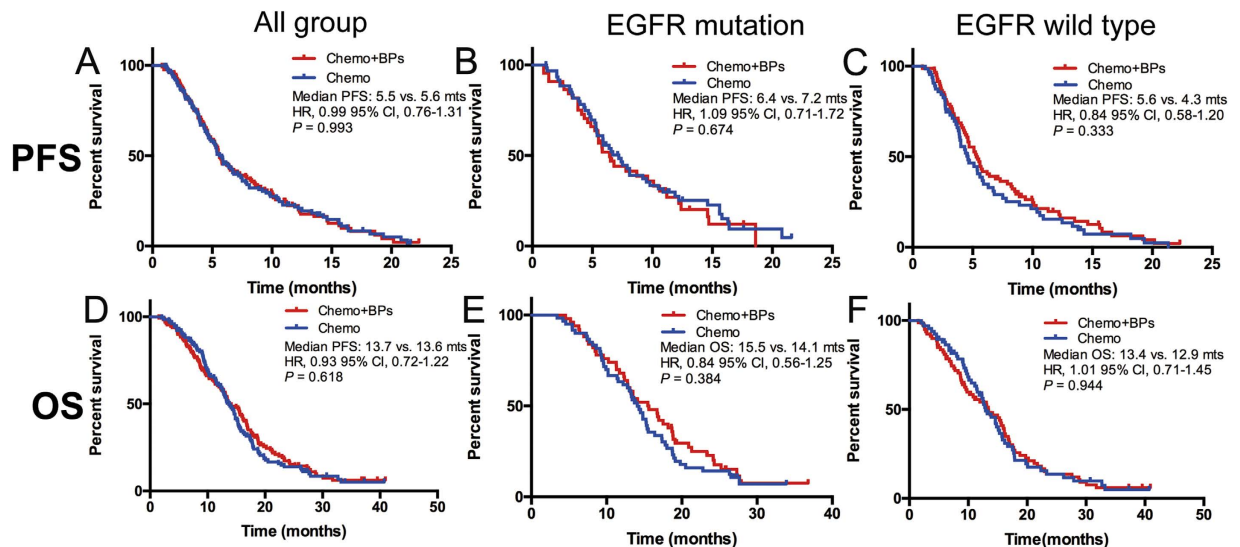 All group
EGFR mutation
EGFR wild type
PFS
A
Percent survival
100
50
0
Chemo+BPs
Chemo
Median PFS: 5.5 vs. 5.6 mts
HR, 0.99 95% CI, 0.76-1.31
P = 0.993
0 5 10 15 20 25
Time (months)
B
Percent survival
100
50
0
Chemo+BPs
Chemo
Median PFS: 6.4 vs. 7.2 mts
HR, 1.09 95% CI, 0.71-1.72
P = 0.674
0 5 10 15 20 25
Time (months)
C
Percent survival
100
50
0
Chemo+BPs
Chemo
Median PFS: 5.6 vs. 4.3 mts
HR, 0.84 95% CI, 0.58-1.20
P = 0.333
0 5 10 15 20 25
Time (months)
OS
D
Percent survival
100
50
0
Chemo+BPs
Chemo
Median PFS: 13.7 vs. 13.6 mts
HR, 0.93 95% CI, 0.72-1.22
P = 0.618
0 10 20 30 40 50
Time (months)
E
Percent survival
100
50
0
Chemo+BPs
Chemo
Median OS: 15.5 vs. 14.1 mts
HR, 0.84 95% CI, 0.56-1.25
P = 0.384
0 10 20 30 40
Time (months)
F
Percent survival
100
50
0
Chemo+BPs
Chemo
Median OS: 13.4 vs. 12.9 mts
HR, 1.01 95% CI, 0.71-1.45
P = 0.944
0 10 20 30 40 50
Time(months)